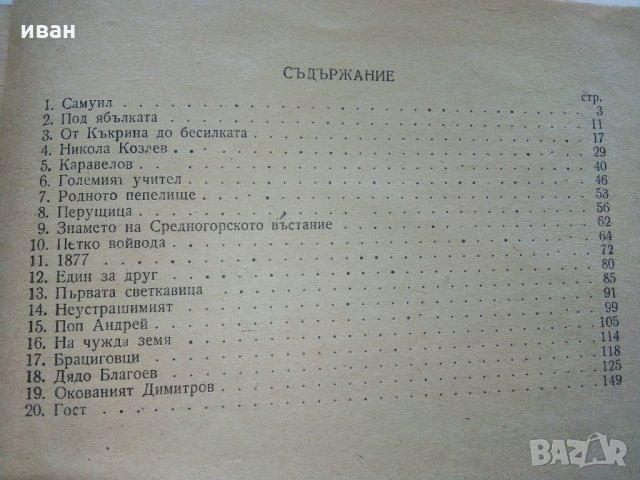 иван
СЪДЪРЖАНИЕ
стр.
1. Самуил . . . . . . . . . . . . . . . 3
2. Под ябълката . . . . . . . . . . . . . . . 11
3. От Къкрина до бесилката . . . . . . . . . . . . . . . 17
4. Никола Козлев . . . . . . . . . . . . . . . 29
5. Каравелов . . . . . . . . . . . . . . . 40
6. Големият учител . . . . . . . . . . . . . . . 46
7. Родното пепелище . . . . . . . . . . . . . . . 53
8. Перущица . . . . . . . . . . . . . . . 56
9. Знамето на Средногорското въстание . . . . . . . . . . . . . . . 62
10. Петко войвода . . . . . . . . . . . . . . . 64
11. 1877 . . . . . . . . . . . . . . . 72
12. Един за друг . . . . . . . . . . . . . . . 80
13. Първата светкавица . . . . . . . . . . . . . . . 85
14. Неустрашимият . . . . . . . . . . . . . . . 91
15. Поп Андрей . . . . . . . . . . . . . . . 99
16. На чужда земя . . . . . . . . . . . . . . . 105
17. Брациговци . . . . . . . . . . . . . . . 114
18. Дядо Благоев . . . . . . . . . . . . . . . 118
19. Окованият Димитров . . . . . . . . . . . . . . . 125
20. Гост . . . . . . . . . . . . . . . 149
BAZAR